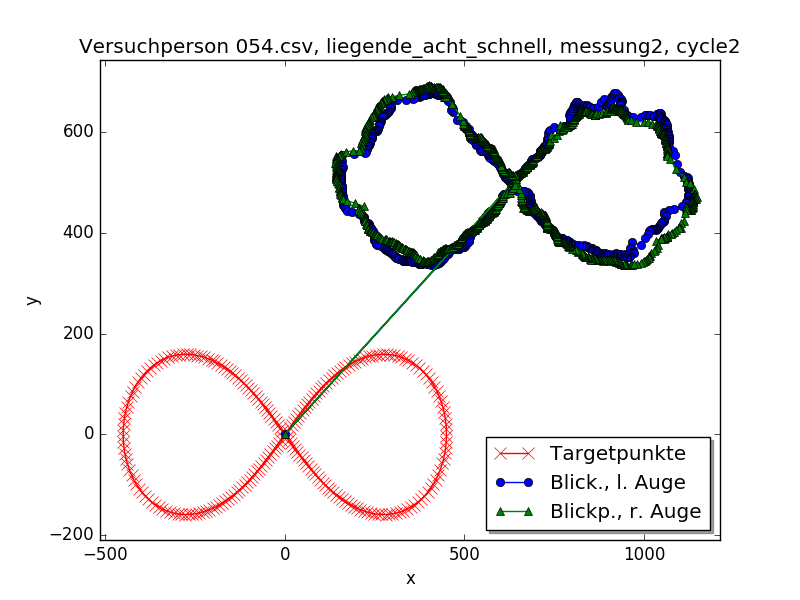 Versuchperson 054.csv, liegende_acht_schnell, messung2, cycle2
y
600
400
200
0
−200
−500
0
500
1000
x
Targetpunkte
Blick., l. Auge
Blickp., r. Auge